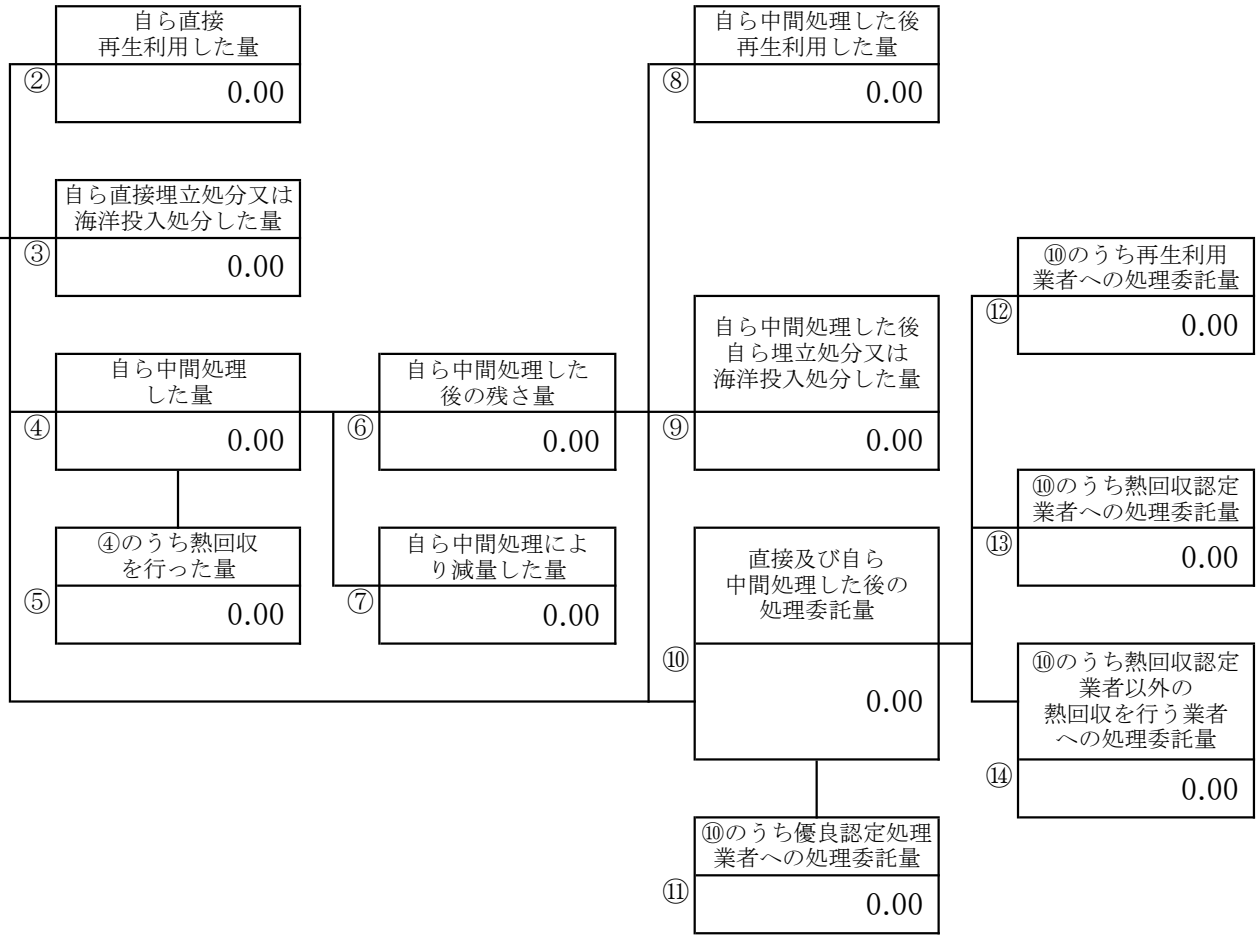 自ら直接
再生利用した量
②
0.00
自ら中間処理した後
再生利用した量
⑧
0.00
自ら直接埋立処分又は
海洋投入処分した量
③
0.00
⑩のうち再生利用
業者への処理委託量
⑫
0.00
自ら中間処理
した量
④
0.00
自ら中間処理した
後の残さ量
⑥
0.00
自ら中間処理した後
自ら埋立処分又は
海洋投入処分した量
⑨
0.00
⑩のうち熱回収認定
業者への処理委託量
⑬
0.00
④のうち熱回収
を行った量
⑤
0.00
自ら中間処理によ
り減量した量
⑦
0.00
直接及び自ら
中間処理した後の
処理委託量
⑩
0.00
⑩のうち熱回収認定
業者以外の
熱回収を行う業者
への処理委託量
⑭
0.00
⑩のうち優良認定処理
業者への処理委託量
⑪
0.00